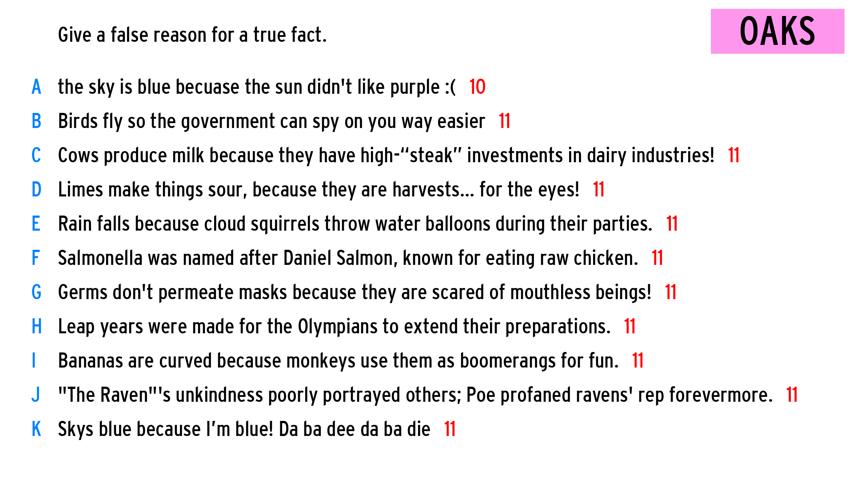 Give a false reason for a true fact.
OAKS
A the sky is blue becuase the sun didn't like purple :( 10
B Birds fly so the government can spy on you way easier 11
C Cows produce milk because they have high-“steak” investments in dairy industries! 11
D Limes make things sour, because they are harvests... for the eyes! 11
E Rain falls because cloud squirrels throw water balloons during their parties. 11
F Salmonella was named after Daniel Salmon, known for eating raw chicken. 11
G Germs don't permeate masks because they are scared of mouthless beings! 11
H Leap years were made for the Olympians to extend their preparations. 11
I Bananas are curved because monkeys use them as boomerangs for fun. 11
J "The Raven"'s unkindness poorly portrayed others; Poe profaned ravens' rep forevermore. 11
K Skys blue because I’m blue! Da ba dee da ba die 11